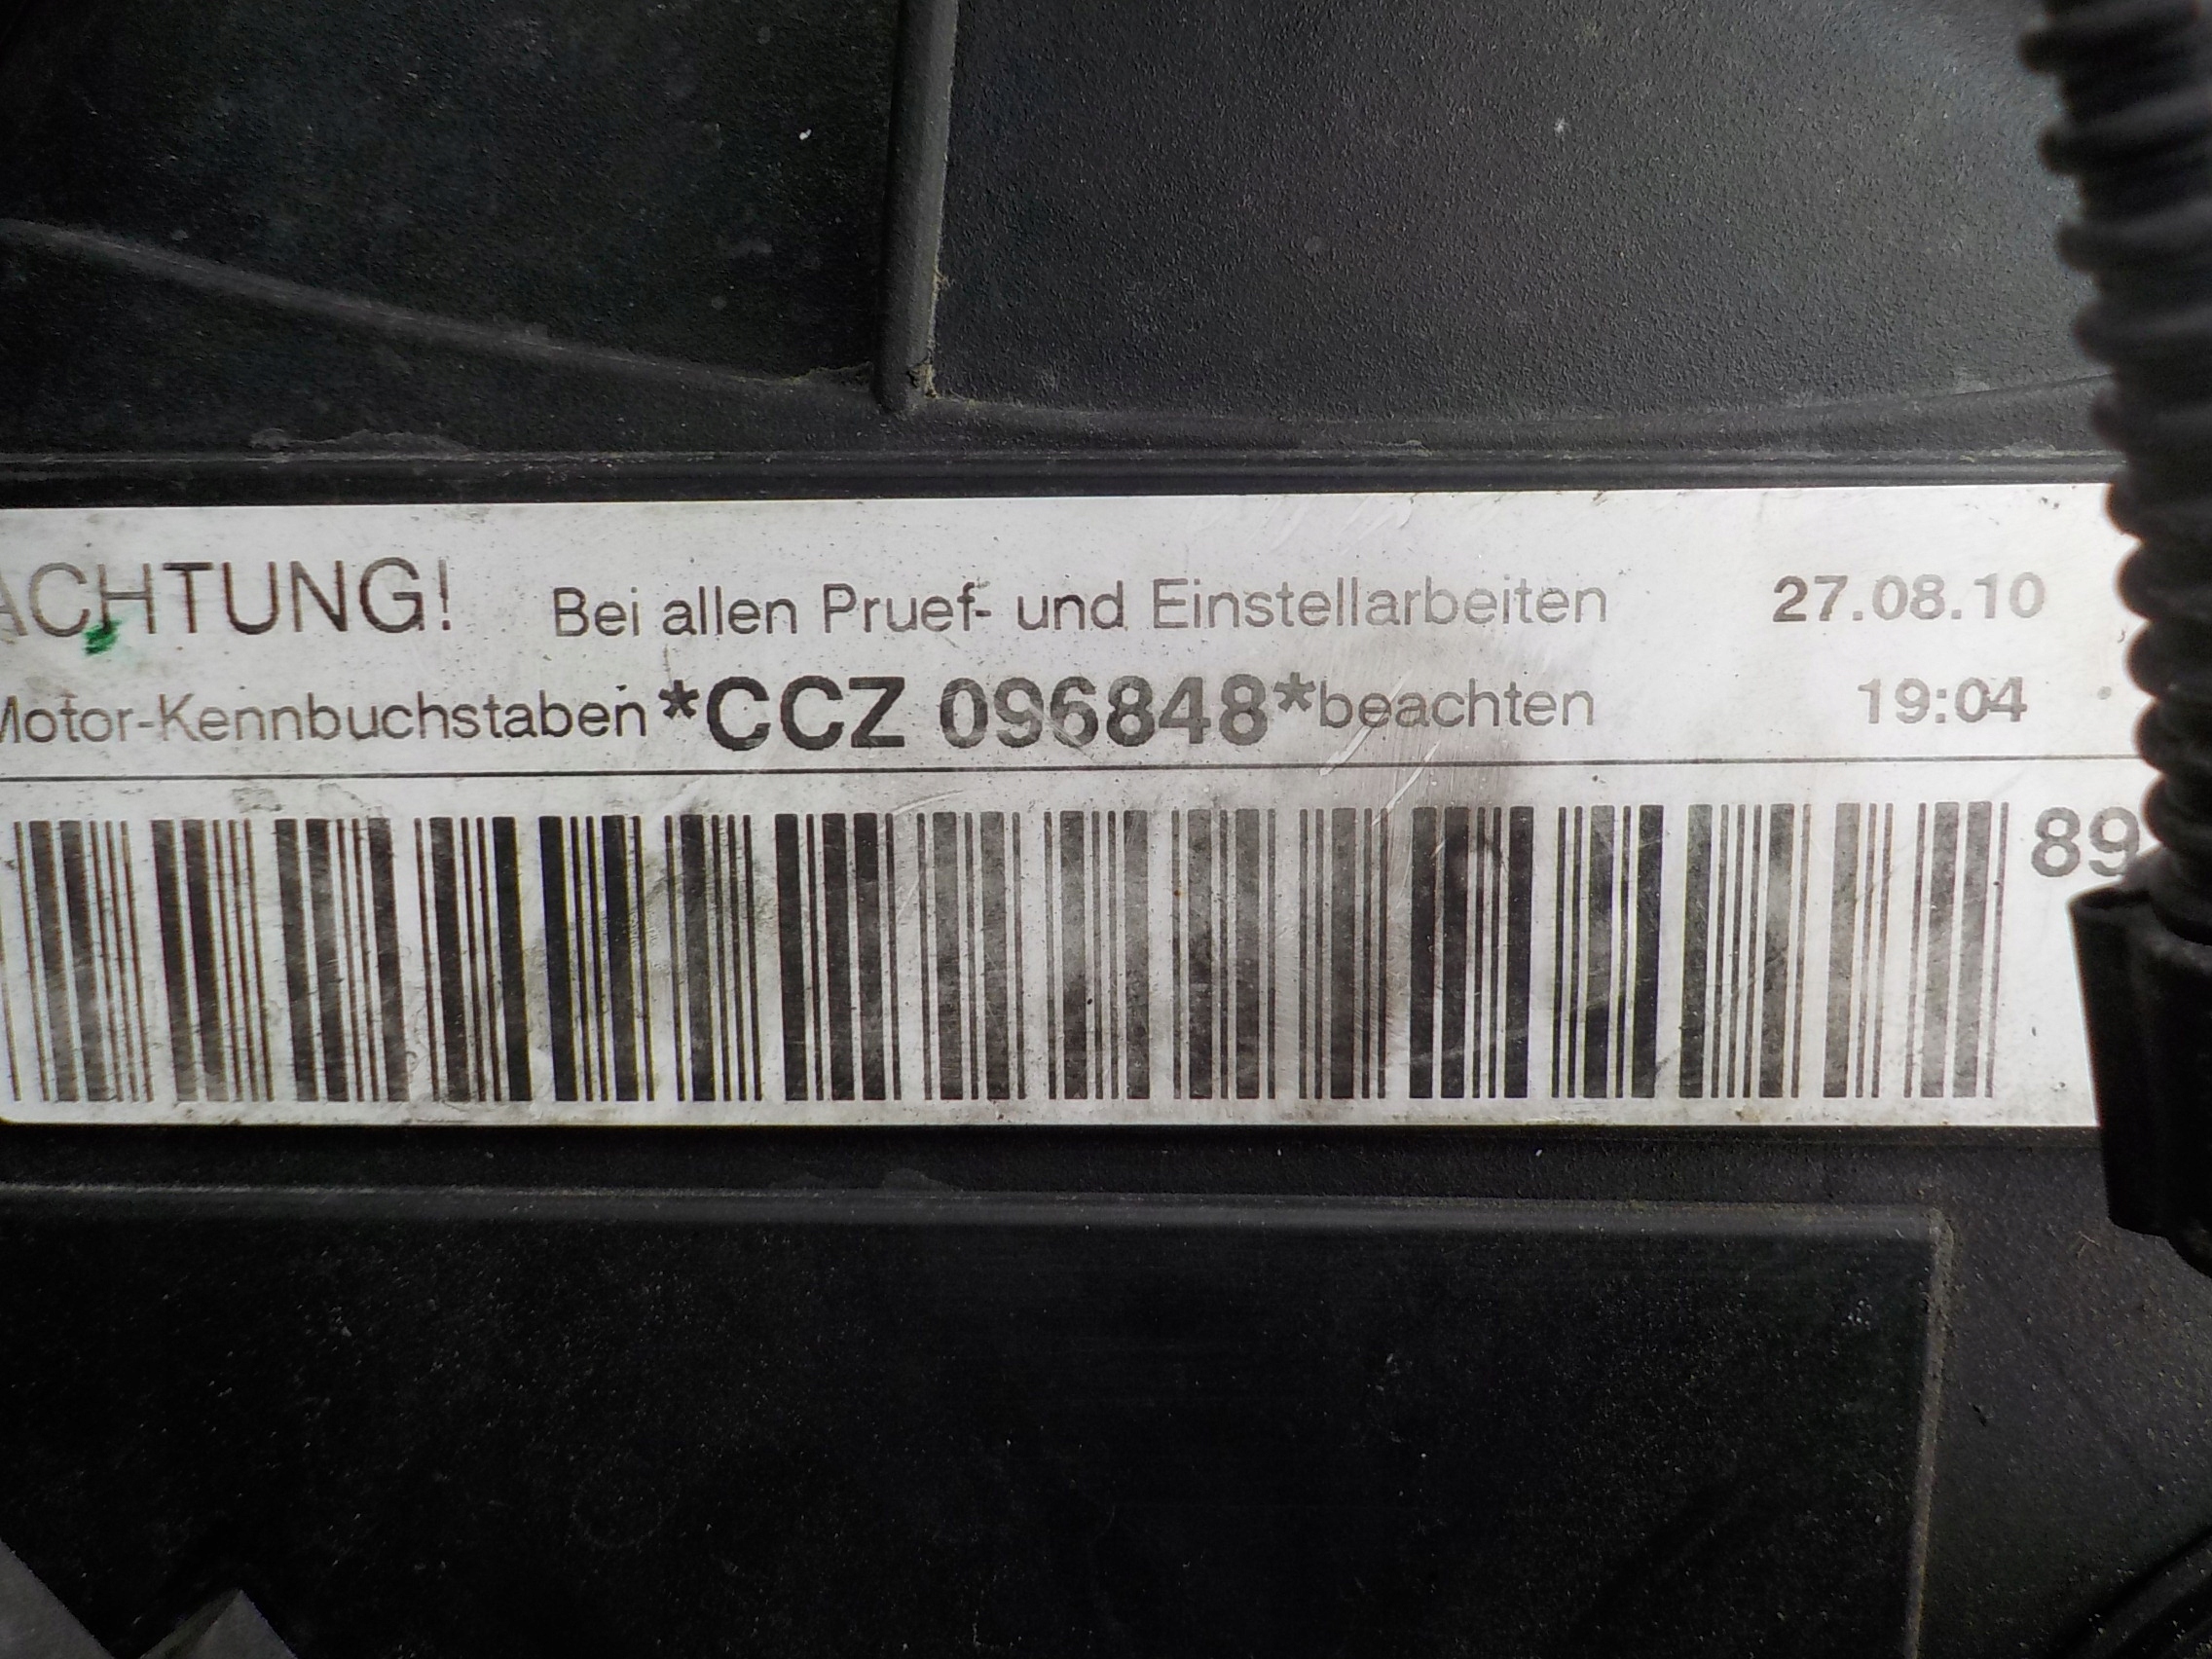 ACHTUNG! Bei allen Pruef- und Einstellarbeiten 27.08.10
Motor-Kennbuchstaben *CCZ 096848* beachten 19:04
89